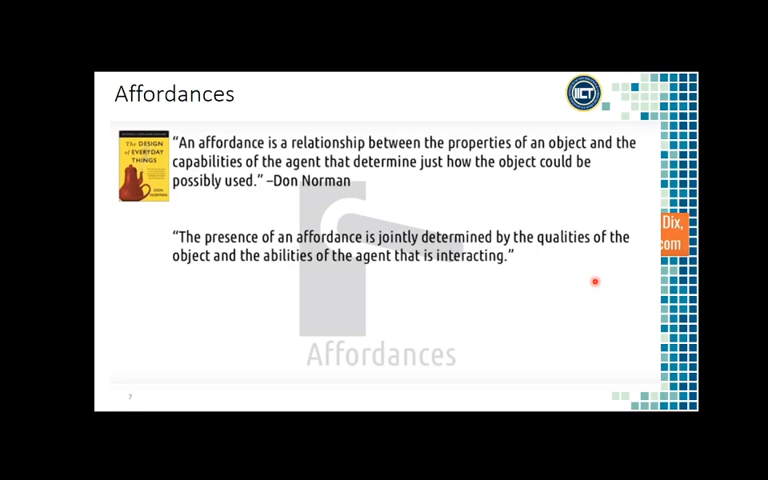 Affordances
IICT
The DESIGN
of EVERYDAY
THINGS
DON
NORMAN
“An affordance is a relationship between the properties of an object and the
capabilities of the agent that determine just how the object could be
possibly used.” –Don Norman
“The presence of an affordance is jointly determined by the qualities of the
object and the abilities of the agent that is interacting.”
Dix,
com
Affordances
7